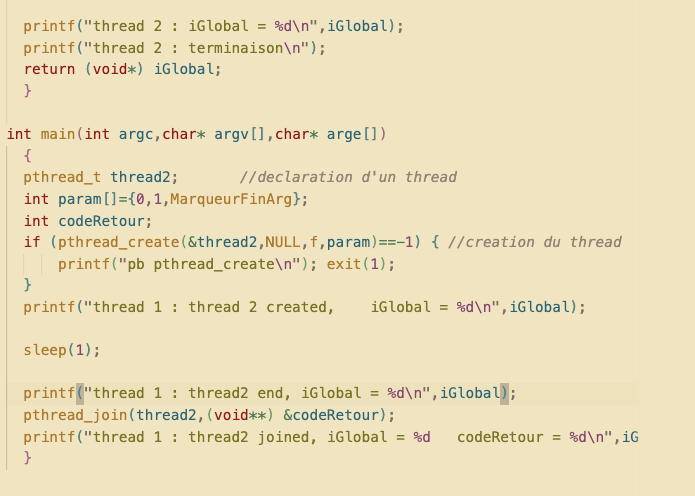 printf("thread 2 : iGlobal = %d\n",iGlobal);
printf("thread 2 : terminaison\n");
return (void*) iGlobal;
}
int main(int argc,char* argv[],char* arge[])
{
pthread_t thread2; //declaration d'un thread
int param[]={0,1,MarqueurFinArg};
int codeRetour;
if (pthread_create(&thread2,NULL,f,param)==-1) { //creation du thread
printf("pb pthread_create\n"); exit(1);
}
printf("thread 1 : thread 2 created, iGlobal = %d\n",iGlobal);
sleep(1);
printf("thread 1 : thread2 end, iGlobal = %d\n",iGlobal);
pthread_join(thread2,(void**) &codeRetour);
printf("thread 1 : thread2 joined, iGlobal = %d codeRetour = %d\n",iG
}